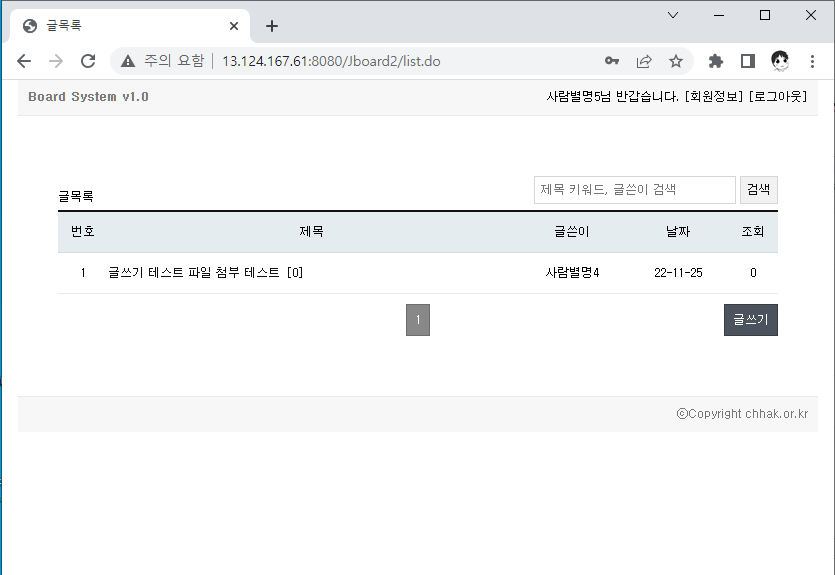 글목록
주의 요함 | 13.124.167.61:8080/Jboard2/list.do
Board System v1.0
사람별명5님 반갑습니다. [회원정보] [로그아웃]
글목록
제목 키워드, 글쓴이 검색 검색
번호 제목 글쓴이 날짜 조회
1 글쓰기 테스트 파일 첨부 테스트 [0] 사람별명4 22-11-25 0
1
글쓰기
ⓒCopyright chhak.or.kr